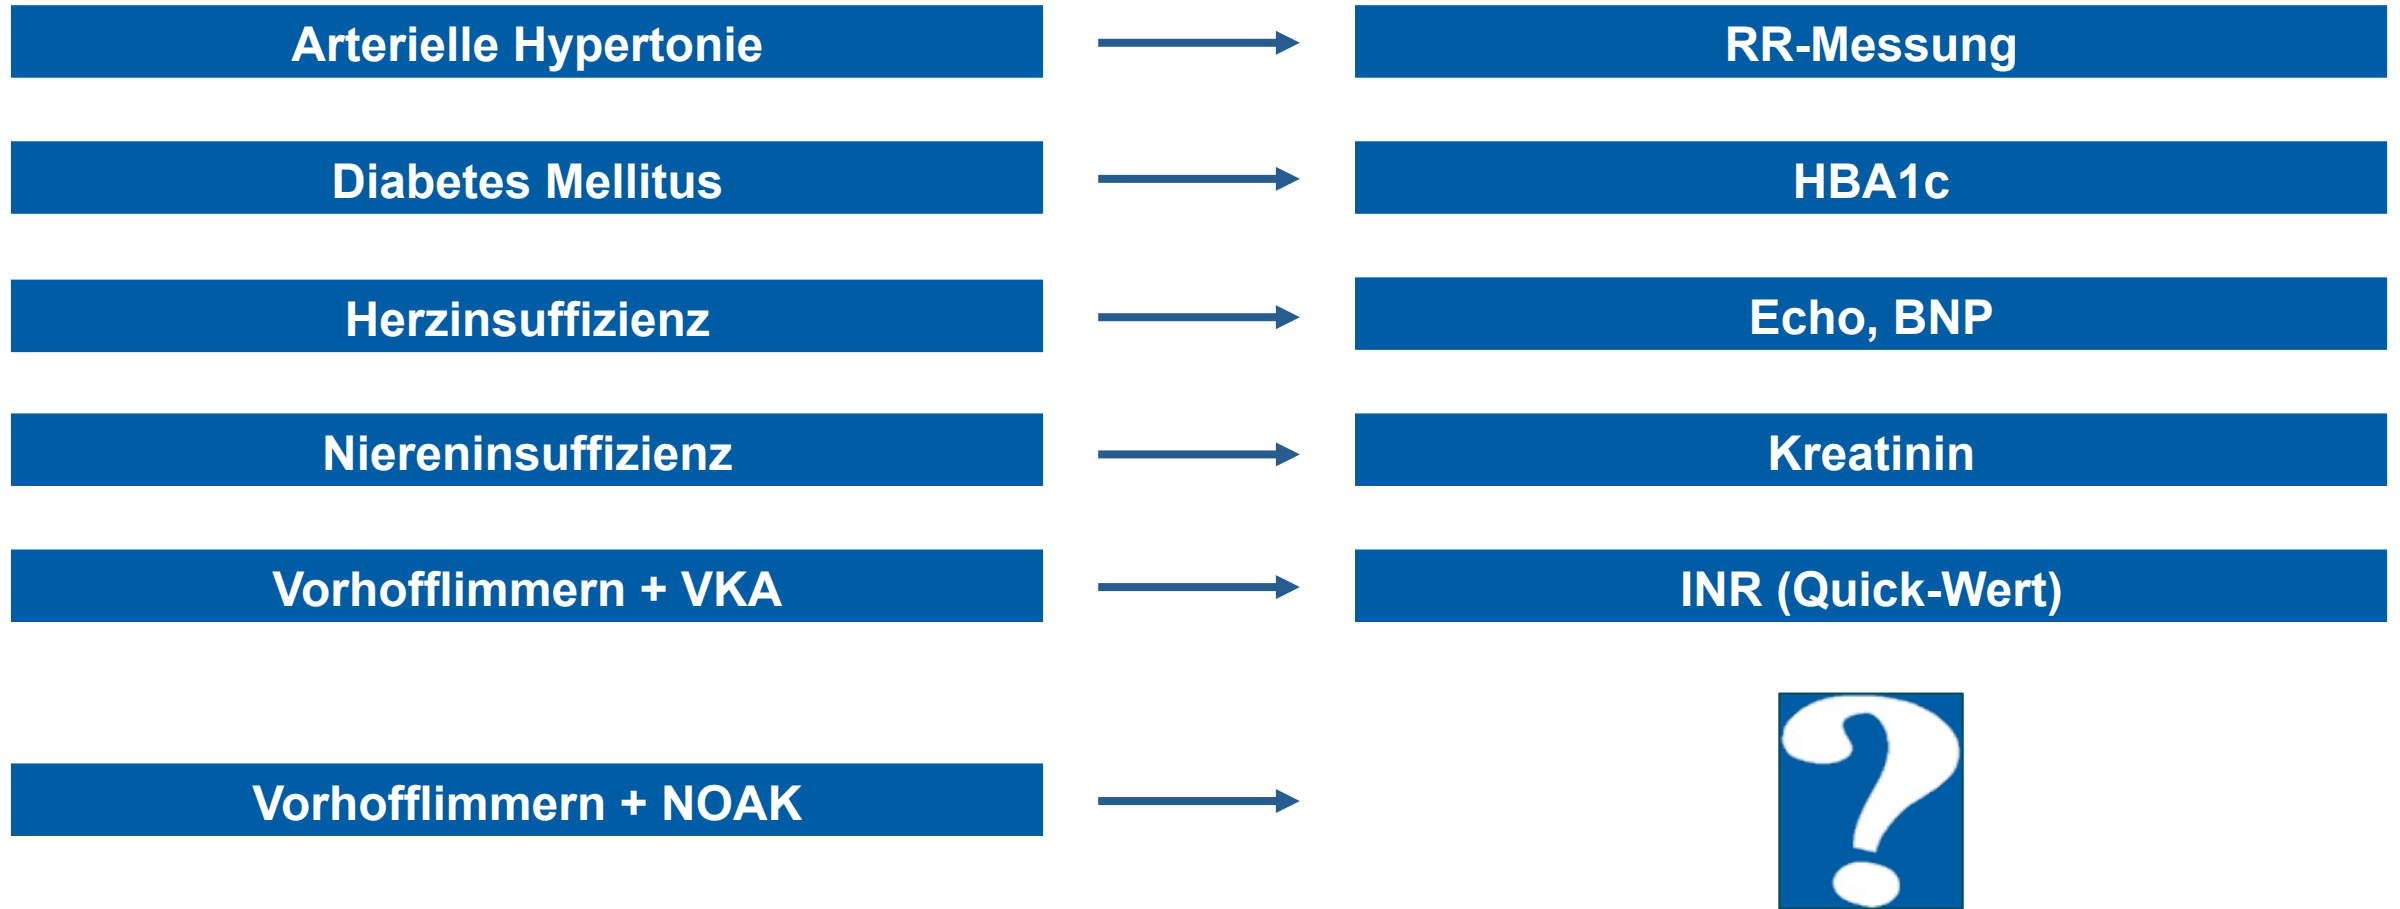 Arterielle Hypertonie
RR-Messung
Diabetes Mellitus
HBA1c
Herzinsuffizienz
Echo, BNP
Niereninsuffizienz
Kreatinin
Vorhofflimmern + VKA
INR (Quick-Wert)
Vorhofflimmern + NOAK
?